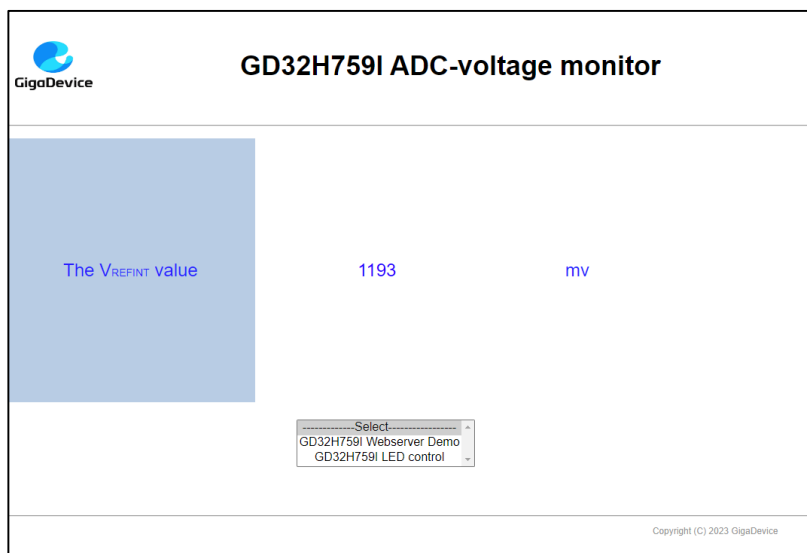 GigaDevice
GD32H759I ADC-voltage monitor
The VREFINT value 1193 mv
-------------Select-----------------
GD32H759I Webserver Demo
GD32H759I LED control
Copyright (C) 2023 GigaDevice